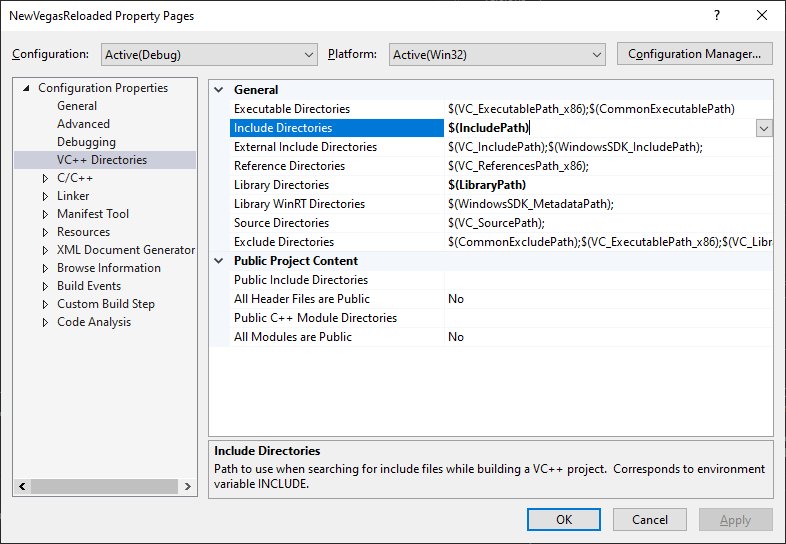 NewVegasReloaded Property Pages
Configuration: Active(Debug) Platform: Active(Win32) Configuration Manager...
Configuration Properties
General
Advanced
Debugging
VC++ Directories
C/C++
Linker
Manifest Tool
Resources
XML Document Generator
Browse Information
Build Events
Custom Build Step
Code Analysis
General
Executable Directories $(VC_ExecutablePath_x86);$(CommonExecutablePath)
Include Directories $(IncludePath)
External Include Directories $(VC_IncludePath);$(WindowsSDK_IncludePath);
Reference Directories $(VC_ReferencesPath_x86);
Library Directories $(LibraryPath)
Library WinRT Directories $(WindowsSDK_MetadataPath);
Source Directories $(VC_SourcePath);
Exclude Directories $(CommonExcludePath);$(VC_ExecutablePath_x86);$(VC_Libr
Public Project Content
Public Include Directories
All Header Files are Public No
Public C++ Module Directories
All Modules are Public No
Include Directories
Path to use when searching for include files while building a VC++ project. Corresponds to environment
variable INCLUDE.
OK Cancel Apply